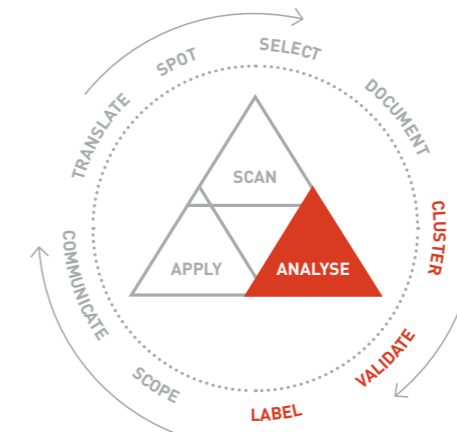 SPOT
SELECT
DOCUMENT
CLUSTER
VALIDATE
LABEL
SCOPE
COMMUNICATE
TRANSLATE
SCAN
APPLY
ANALYSE